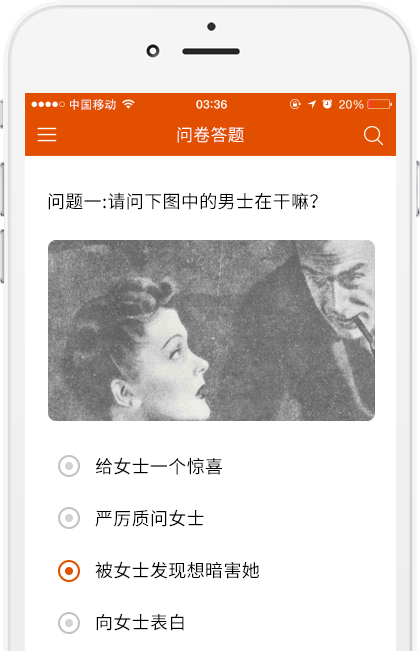 中国移动 03:36 20%
问卷答题
问题一:请问下图中的男士在干嘛?
给女士一个惊喜
严厉质问女士
被女士发现想暗害她
向女士表白